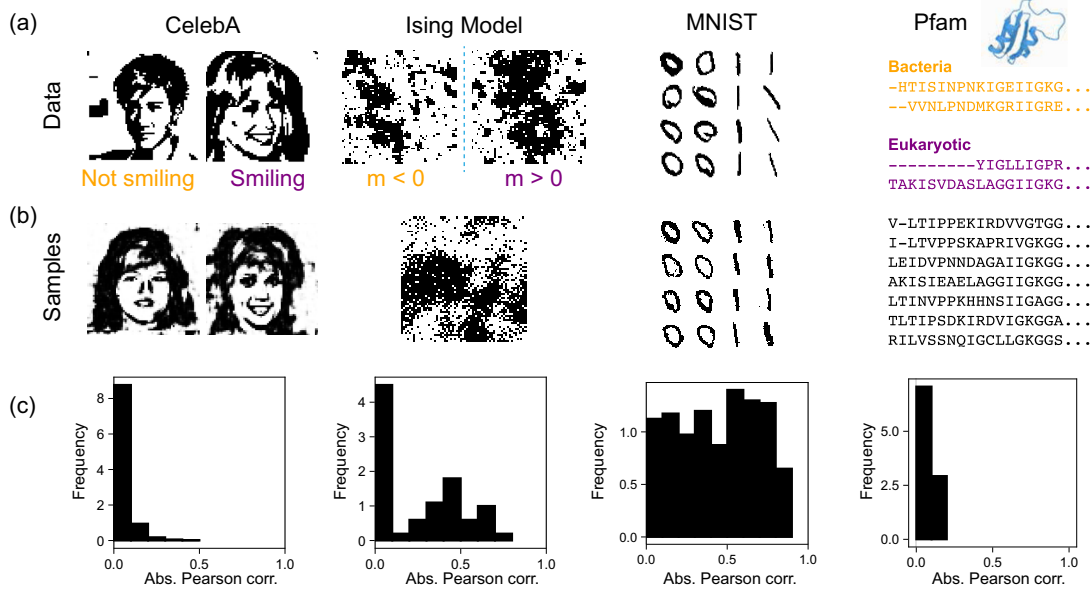 (a)
CelebA
Ising Model
MNIST
Pfam
Data
Not smiling
Smiling
m < 0
m > 0
Bacteria
-HTISINPNKIGEIIGKG...
--VVNLPNDMKGRIIGRE...
Eukaryotic
---------YIGLLIGPR...
TAKISVDASLAGGIIGKG...
(b)
Samples
V-LTIPPEKIRDVVGTGG...
I-LTVPPSKAPRIVGKGG...
LEIDVPNNDAGAIIGKGG...
AKISIEAELAGGIIGKGG...
LTINVPPKHHNSIIGAGG...
TLTIPSDKIRDVIGKGGA...
RILVSSNQIGCLLGKGGS...
(c)
Frequency
8
6
4
2
0
0.0
0.5
1.0
Abs. Pearson corr.
Frequency
4
3
2
1
0
0.0
0.5
1.0
Abs. Pearson corr.
Frequency
1.0
0.5
0.0
0.0
0.5
1.0
Abs. Pearson corr.
Frequency
5.0
2.5
0.0
0.0
0.5
1.0
Abs. Pearson corr.